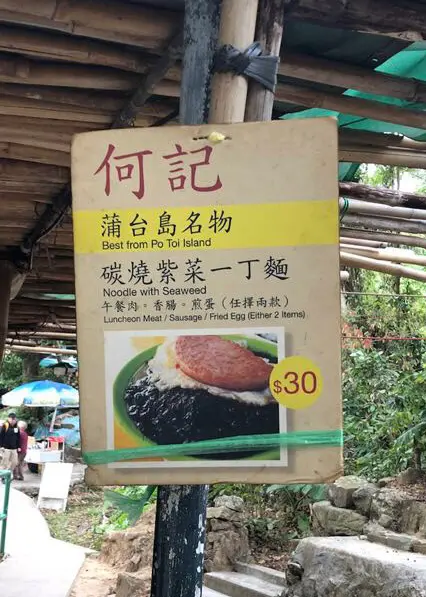 何記
蒲台島名物
Best from Po Toi Island
碳燒紫菜一丁麵
Noodle with Seaweed
午餐肉。香腸。煎蛋（任擇兩款）
Luncheon Meat / Sausage / Fried Egg (Either 2 Items)
$30